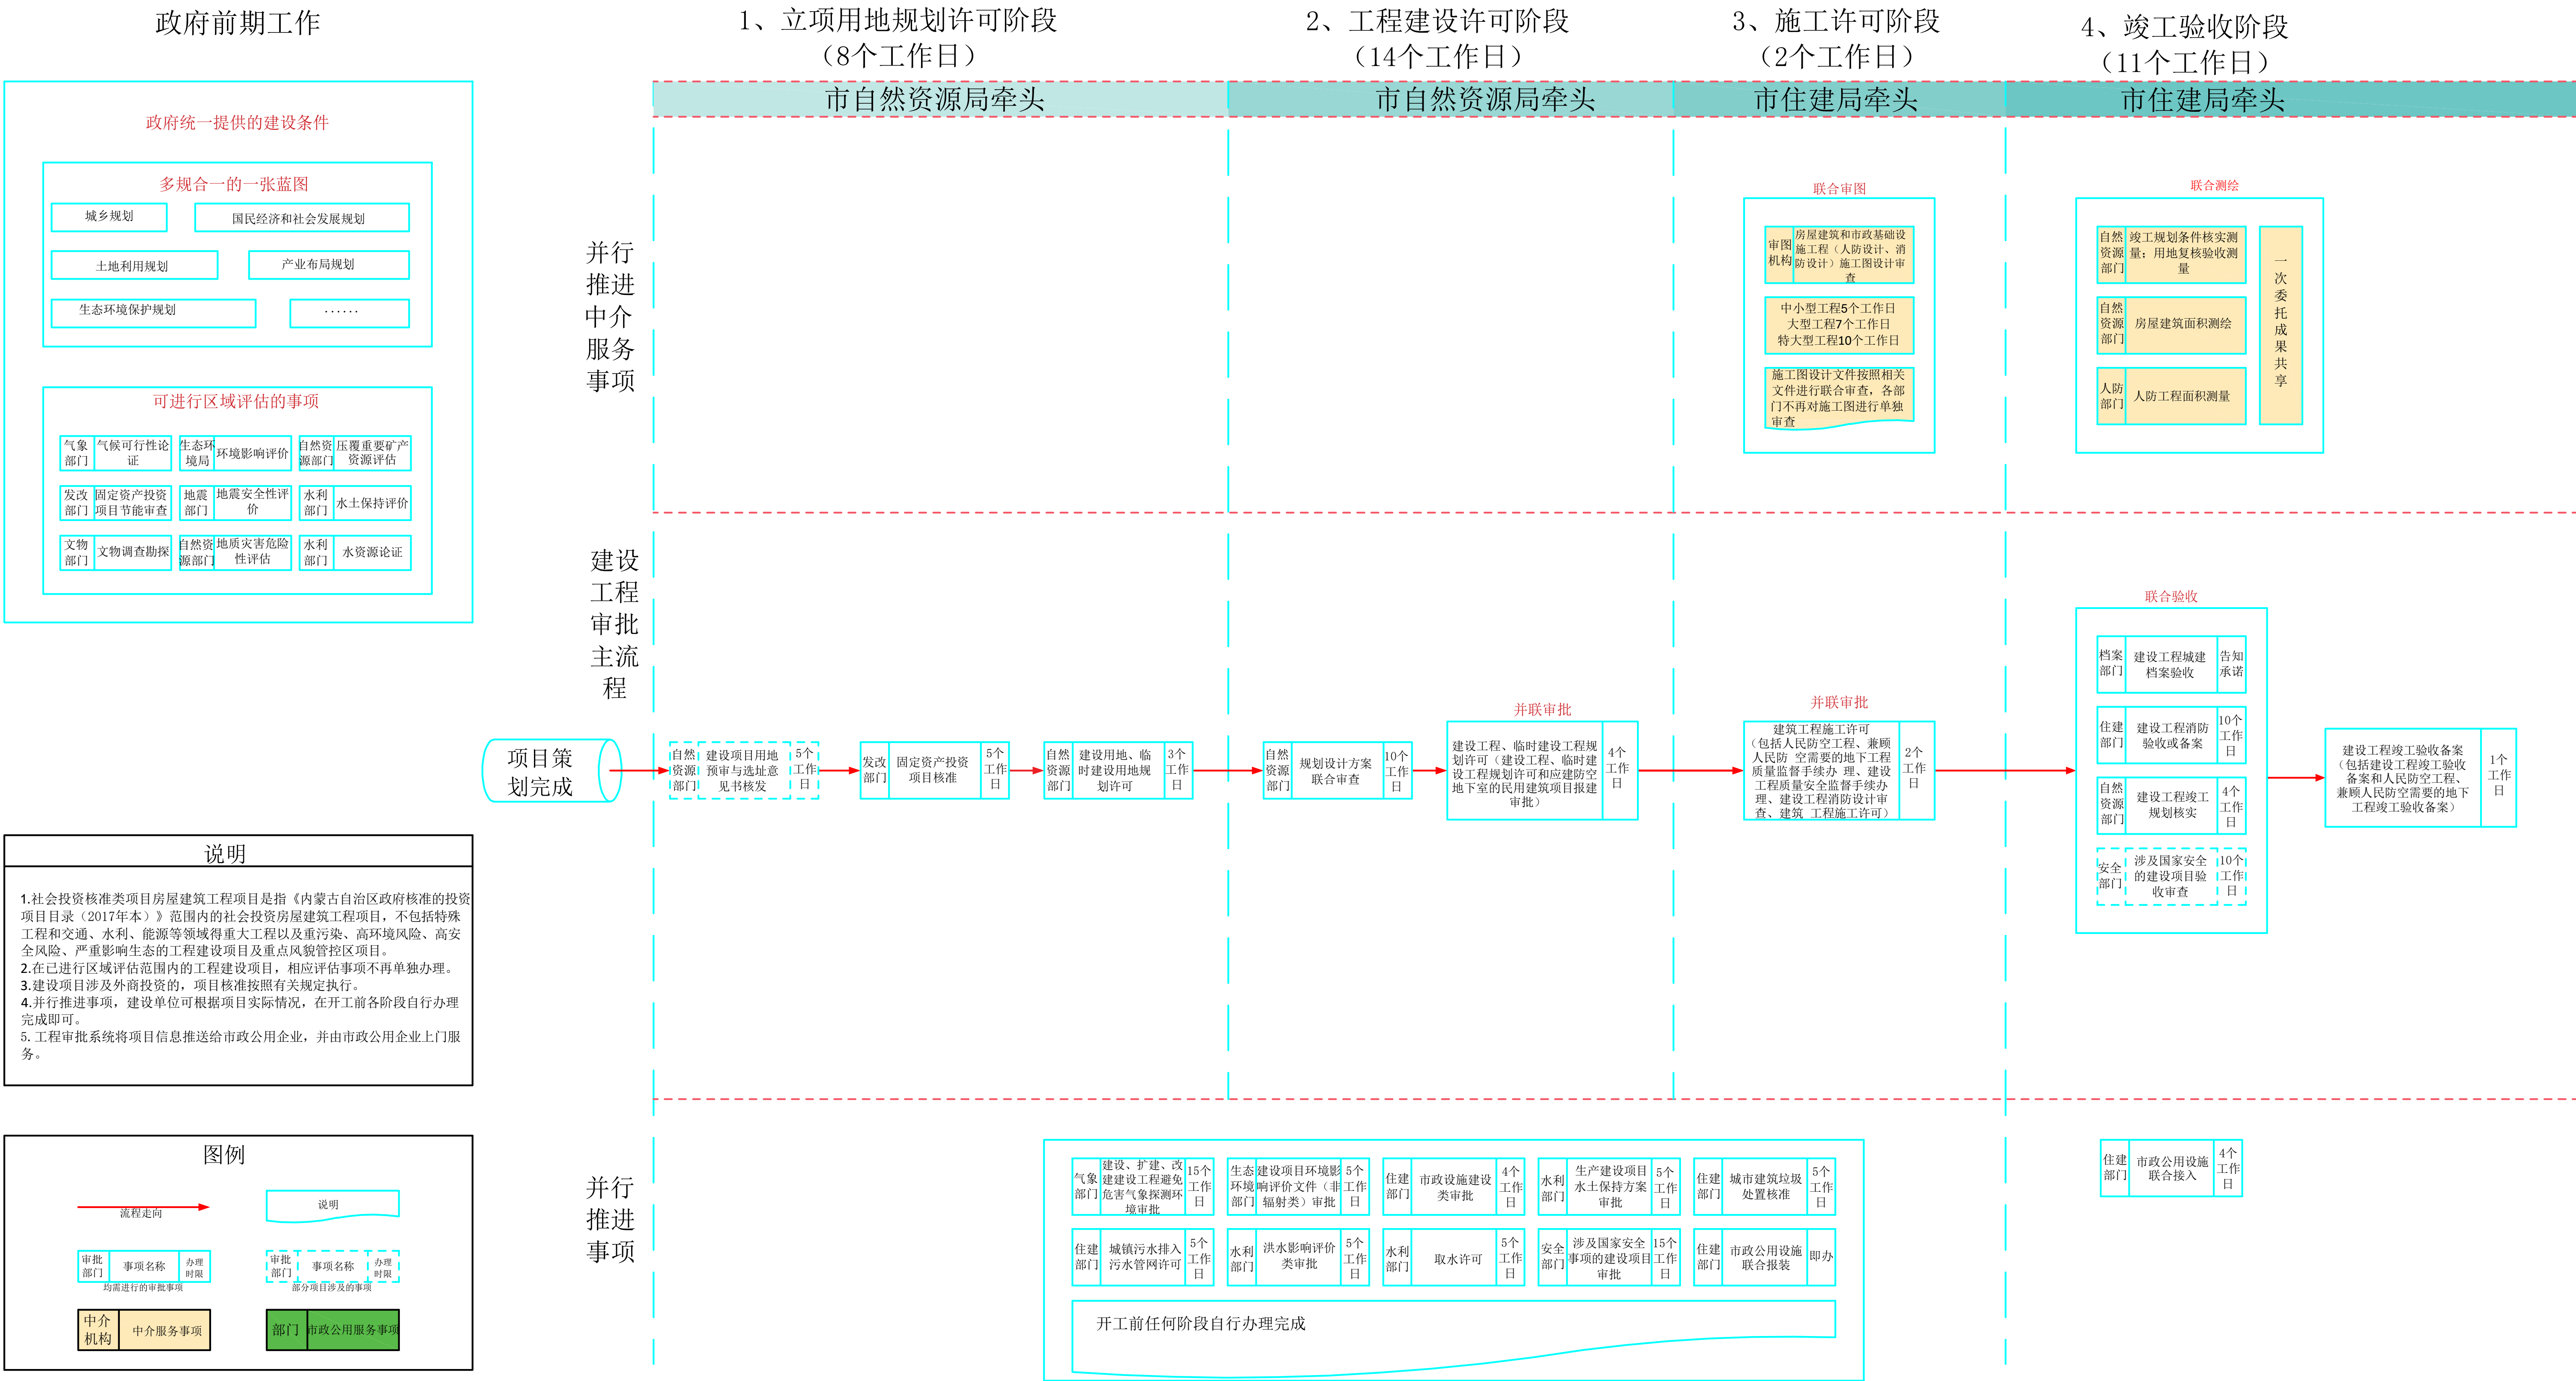 政府前期工作
1、立项用地规划许可阶段
（8个工作日）
2、工程建设许可阶段
（14个工作日）
3、施工许可阶段
（2个工作日）
4、竣工验收阶段
（11个工作日）
市自然资源局牵头
市自然资源局牵头
市住建局牵头
市住建局牵头
政府统一提供的建设条件
多规合一的一张蓝图
城乡规划
国民经济和社会发展规划
土地利用规划
产业布局规划
生态环境保护规划
······
可进行区域评估的事项
气象
部门
气候可行性论
证
生态环
境局
环境影响评价
自然资
源部门
压覆重要矿产
资源评估
发改
部门
固定资产投资
项目节能审查
地震
部门
地震安全性评
价
水利
部门
水土保持评价
文物
部门
文物调查勘探
自然资
源部门
地质灾害危险
性评估
水利
部门
水资源论证
并行
推进
中介
服务
事项
联合审图
审图
机构
房屋建筑和市政基础设
施工程（人防设计、消
防设计）施工图设计审
查
中小型工程5个工作日
大型工程7个工作日
特大型工程10个工作日
施工图设计文件按照相关
文件进行联合审查，各部
门不再对施工图进行单独
审查
联合测绘
自然
资源
部门
竣工规划条件核实测
量；用地复核验收测
量
自然
资源
部门
房屋建筑面积测绘
人防
部门
人防工程面积测量
一
次
委
托
成
果
共
享
建设
工程
审批
主流
程
项目策
划完成
自然
资源
部门
建设项目用地
预审与选址意
见书核发
5个
工作
日
发改
部门
固定资产投资
项目核准
5个
工作
日
自然
资源
部门
建设用地、临
时建设用地规
划许可
3个
工作
日
自然
资源
部门
规划设计方案
联合审查
10个
工作
日
并联审批
建设工程、临时建设工程规
划许可（建设工程、临时建
设工程规划许可和应建防空
地下室的民用建筑项目报建
审批）
4个
工作
日
并联审批
建筑工程施工许可
（包括人民防空工程、兼顾
人民防 空需要的地下工程
质量监督手续办 理、建设
工程质量安全监督手续办
理、建设工程消防设计审
查、建筑 工程施工许可）
2个
工作
日
联合验收
档案
部门
建设工程城建
档案验收
告知
承诺
住建
部门
建设工程消防
验收或备案
10个
工作
日
自然
资源
部门
建设工程竣工
规划核实
4个
工作
日
安全
部门
涉及国家安全
的建设项目验
收审查
10个
工作
日
建设工程竣工验收备案
（包括建设工程竣工验收
备案和人民防空工程、
兼顾人民防空需要的地下
工程竣工验收备案）
1个
工作
日
说明
1.社会投资核准类项目房屋建筑工程项目是指《内蒙古自治区政府核准的投资
项目目录（2017年本）》范围内的社会投资房屋建筑工程项目，不包括特殊
工程和交通、水利、能源等领域得重大工程以及重污染、高环境风险、高安
全风险、严重影响生态的工程建设项目及重点风貌管控区项目。
2.在已进行区域评估范围内的工程建设项目，相应评估事项不再单独办理。
3.建设项目涉及外商投资的，项目核准按照有关规定执行。
4.并行推进事项，建设单位可根据项目实际情况，在开工前各阶段自行办理
完成即可。
5.工程审批系统将项目信息推送给市政公用企业，并由市政公用企业上门服
务。
图例
流程走向
说明
审批
部门
事项名称
办理
时限
均需进行的审批事项
审批
部门
事项名称
办理
时限
部分项目涉及的事项
中介
机构
中介服务事项
部门
市政公用服务事项
并行
推进
事项
气象
部门
建设、扩建、改
建建设工程避免
危害气象探测环
境审批
15个
工作
日
生态
环境
部门
建设项目环境影
响评价文件（非
辐射类）审批
5个
工作
日
住建
部门
市政设施建设
类审批
4个
工作
日
水利
部门
生产建设项目
水土保持方案
审批
5个
工作
日
住建
部门
城市建筑垃圾
处置核准
5个
工作
日
住建
部门
城镇污水排入
污水管网许可
5个
工作
日
水利
部门
洪水影响评价
类审批
5个
工作
日
水利
部门
取水许可
5个
工作
日
安全
部门
涉及国家安全
事项的建设项目
审批
15个
工作
日
住建
部门
市政公用设施
联合报装
即办
开工前任何阶段自行办理完成
住建
部门
市政公用设施
联合接入
4个
工作
日